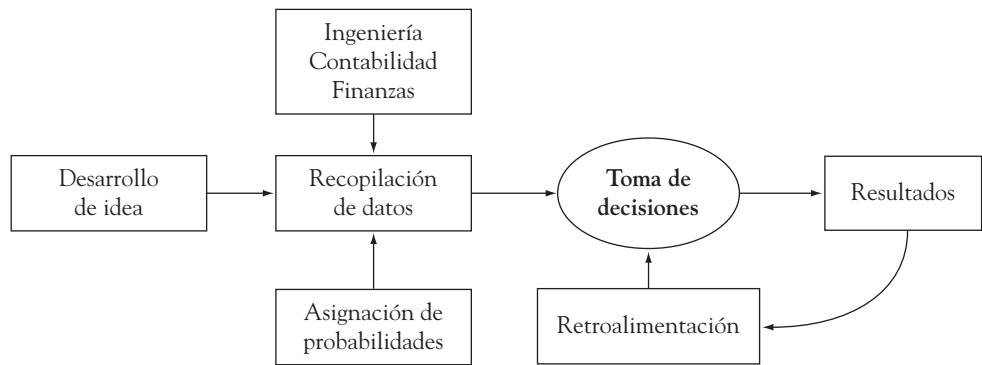 Ingeniería
Contabilidad
Finanzas
Desarrollo
de idea
Recopilación
de datos
Toma de
decisiones
Resultados
Asignación de
probabilidades
Retroalimentación